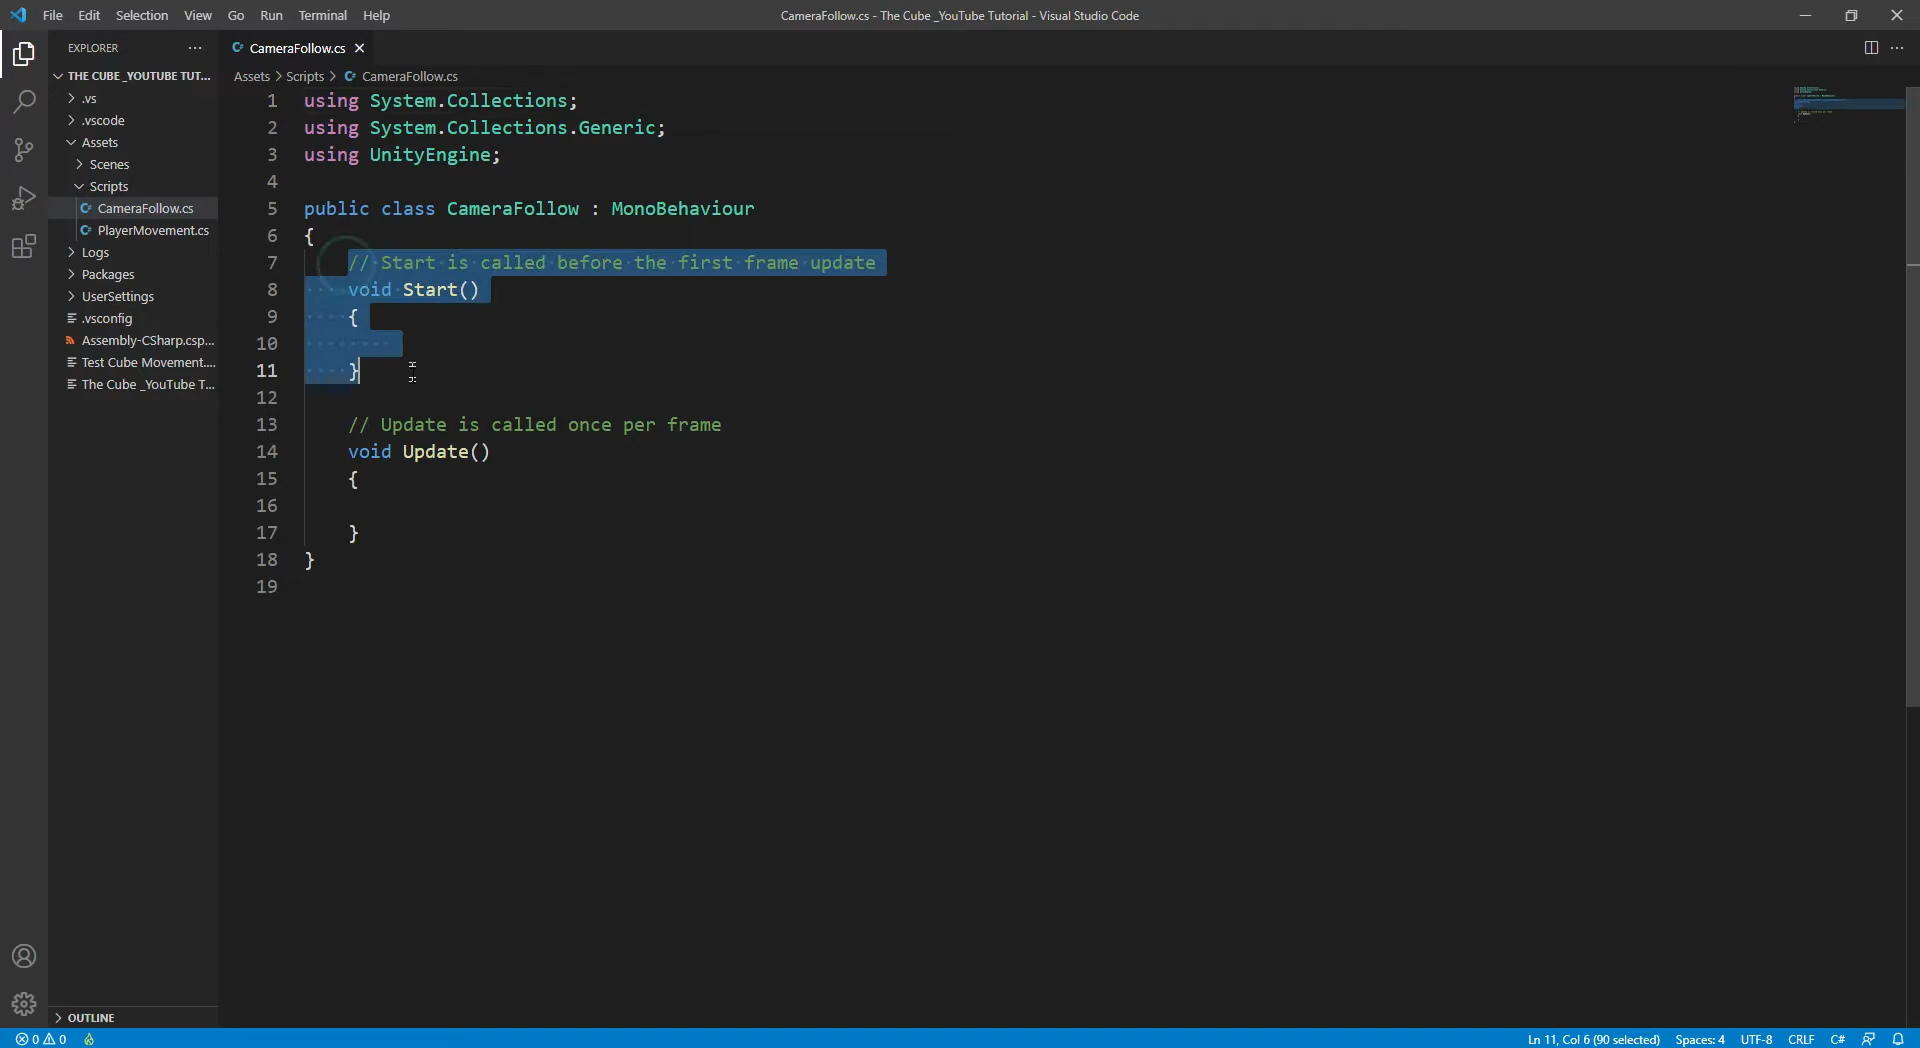 File Edit Selection View Go Run Terminal Help
CameraFollow.cs - The Cube _YouTube Tutorial - Visual Studio Code
EXPLORER
THE CUBE _YOUTUBE TUT...
.vs
.vscode
Assets
Scenes
Scripts
CameraFollow.cs
PlayerMovement.cs
Logs
Packages
UserSettings
.vsconfig
Assembly-CSharp.csp...
Test Cube Movement....
The Cube _YouTube T...
OUTLINE
CameraFollow.cs
Assets > Scripts > CameraFollow.cs
1 using System.Collections;
2 using System.Collections.Generic;
3 using UnityEngine;
4
5 public class CameraFollow : MonoBehaviour
6 {
7 // Start is called before the first frame update
8 void Start()
9 {
10
11 }
12
13 // Update is called once per frame
14 void Update()
15 {
16
17 }
18 }
19
0 0
Ln 11, Col 6 (90 selected) Spaces: 4 UTF-8 CRLF C#